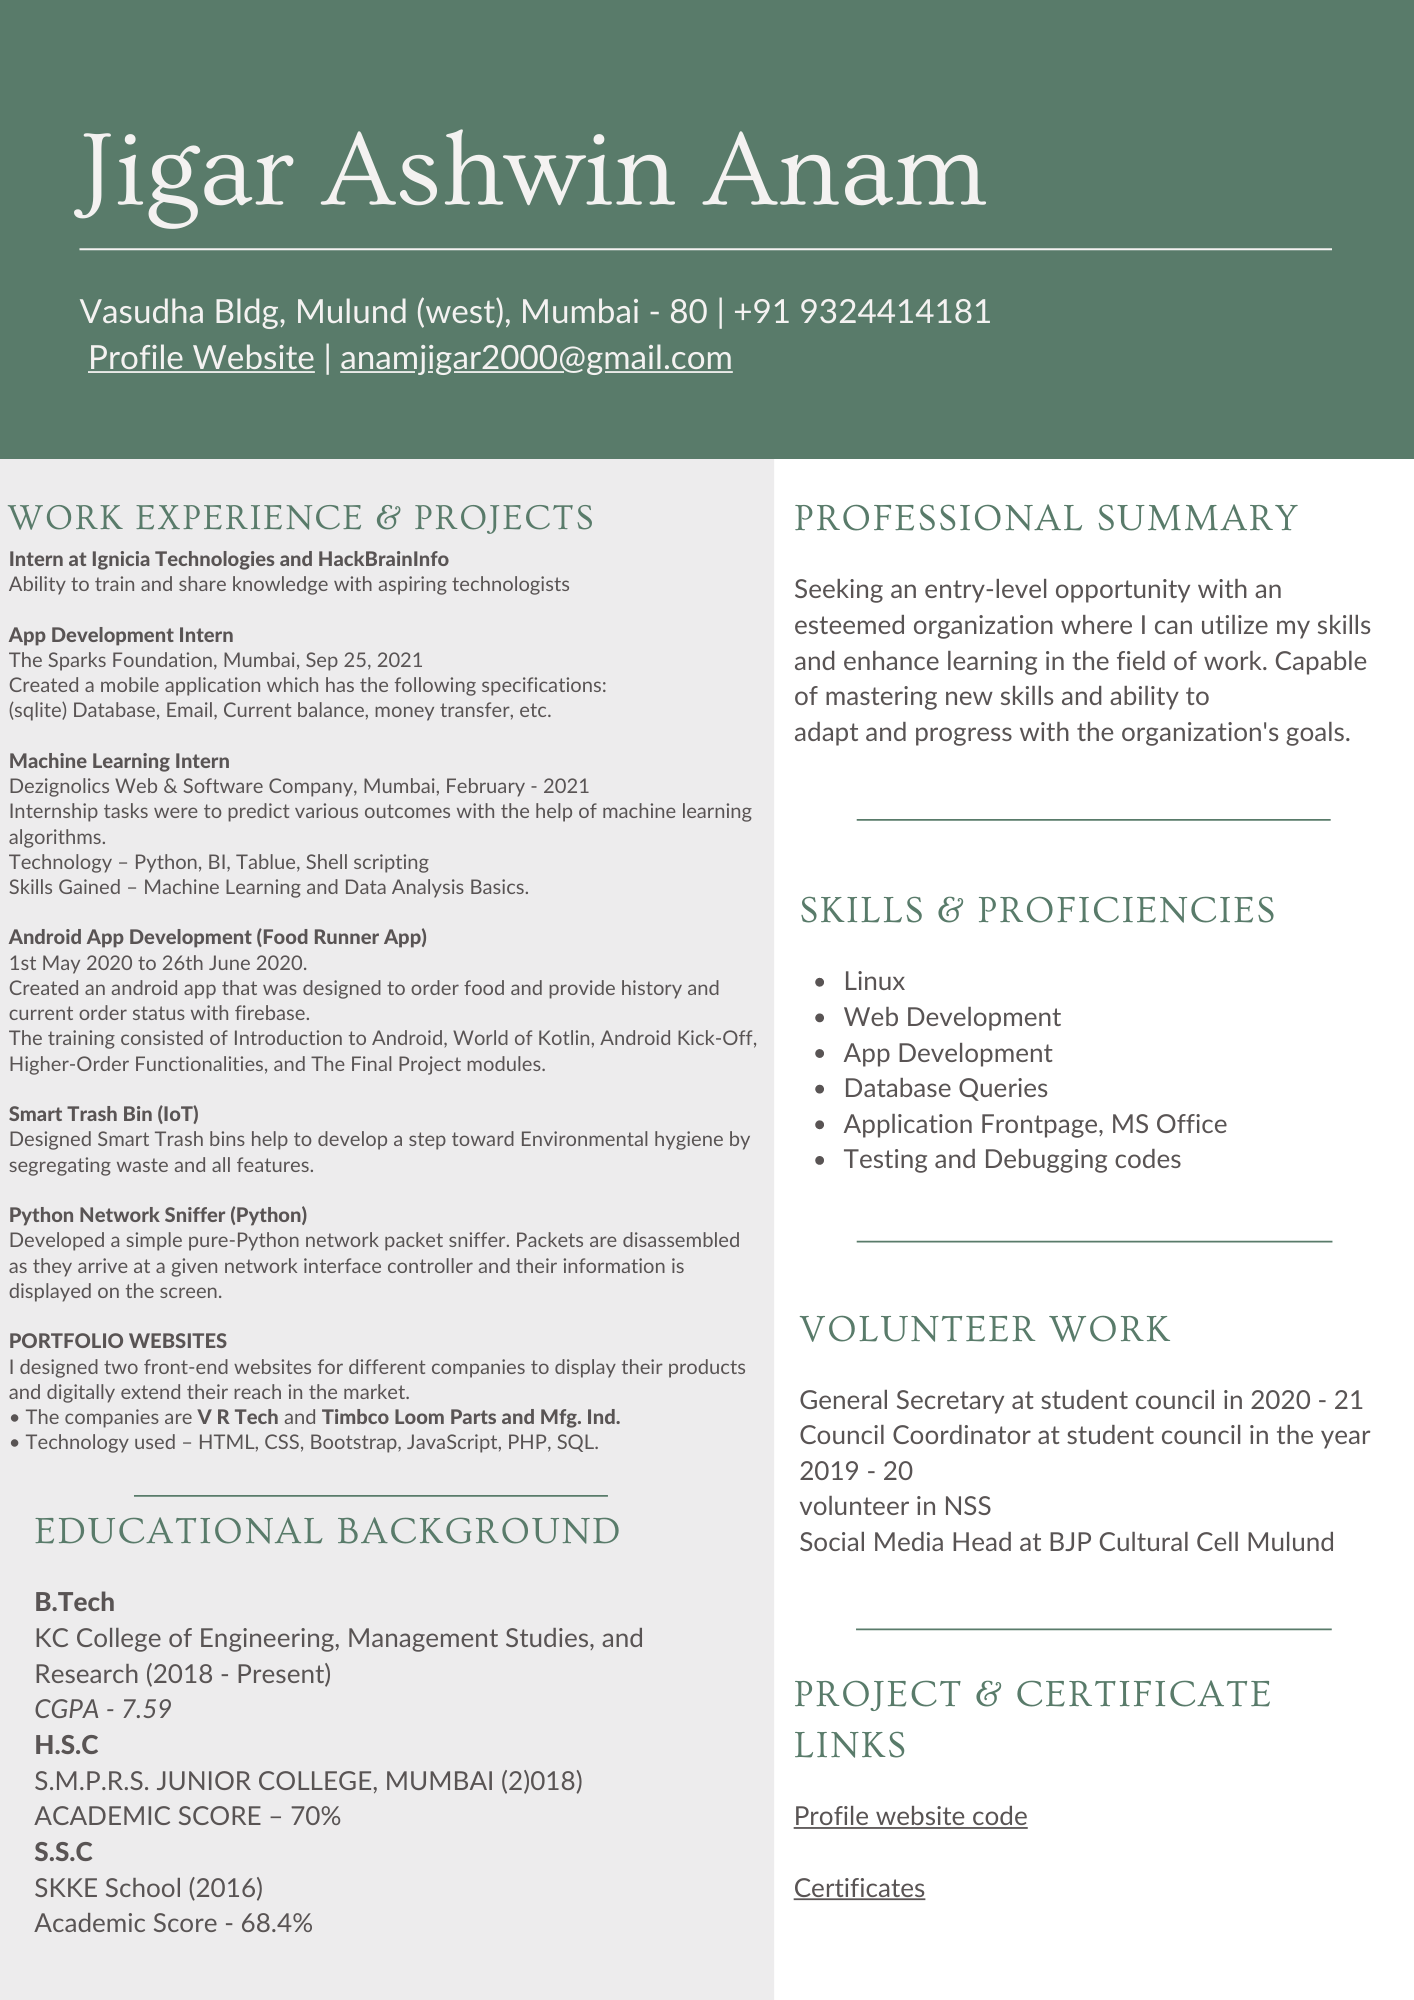 Jigar Ashwin Anam
Vasudha Bldg, Mulund (west), Mumbai - 80 | +91 9324414181
Profile Website | anamjigar2000@gmail.com
WORK EXPERIENCE & PROJECTS
Intern at Ignicia Technologies and HackBrainInfo
Ability to train and share knowledge with aspiring technologists
App Development Intern
The Sparks Foundation, Mumbai, Sep 25, 2021
Created a mobile application which has the following specifications:
(sqlite) Database, Email, Current balance, money transfer, etc.
Machine Learning Intern
Dezignolics Web & Software Company, Mumbai, February - 2021
Internship tasks were to predict various outcomes with the help of machine learning
algorithms.
Technology – Python, BI, Tablue, Shell scripting
Skills Gained – Machine Learning and Data Analysis Basics.
Android App Development (Food Runner App)
1st May 2020 to 26th June 2020.
Created an android app that was designed to order food and provide history and
current order status with firebase.
The training consisted of Introduction to Android, World of Kotlin, Android Kick-Off,
Higher-Order Functionalities, and The Final Project modules.
Smart Trash Bin (IoT)
Designed Smart Trash bins help to develop a step toward Environmental hygiene by
segregating waste and all features.
Python Network Sniffer (Python)
Developed a simple pure-Python network packet sniffer. Packets are disassembled
as they arrive at a given network interface controller and their information is
displayed on the screen.
PORTFOLIO WEBSITES
I designed two front-end websites for different companies to display their products
and digitally extend their reach in the market.
• The companies are V R Tech and Timbco Loom Parts and Mfg. Ind.
• Technology used – HTML, CSS, Bootstrap, JavaScript, PHP, SQL.
EDUCATIONAL BACKGROUND
B.Tech
KC College of Engineering, Management Studies, and
Research (2018 - Present)
CGPA - 7.59
H.S.C
S.M.P.R.S. JUNIOR COLLEGE, MUMBAI (2)018)
ACADEMIC SCORE – 70%
S.S.C
SKKE School (2016)
Academic Score - 68.4%
PROFESSIONAL SUMMARY
Seeking an entry-level opportunity with an
esteemed organization where I can utilize my skills
and enhance learning in the field of work. Capable
of mastering new skills and ability to
adapt and progress with the organization's goals.
SKILLS & PROFICIENCIES
• Linux
• Web Development
• App Development
• Database Queries
• Application Frontpage, MS Office
• Testing and Debugging codes
VOLUNTEER WORK
General Secretary at student council in 2020 - 21
Council Coordinator at student council in the year
2019 - 20
volunteer in NSS
Social Media Head at BJP Cultural Cell Mulund
PROJECT & CERTIFICATE
LINKS
Profile website code
Certificates